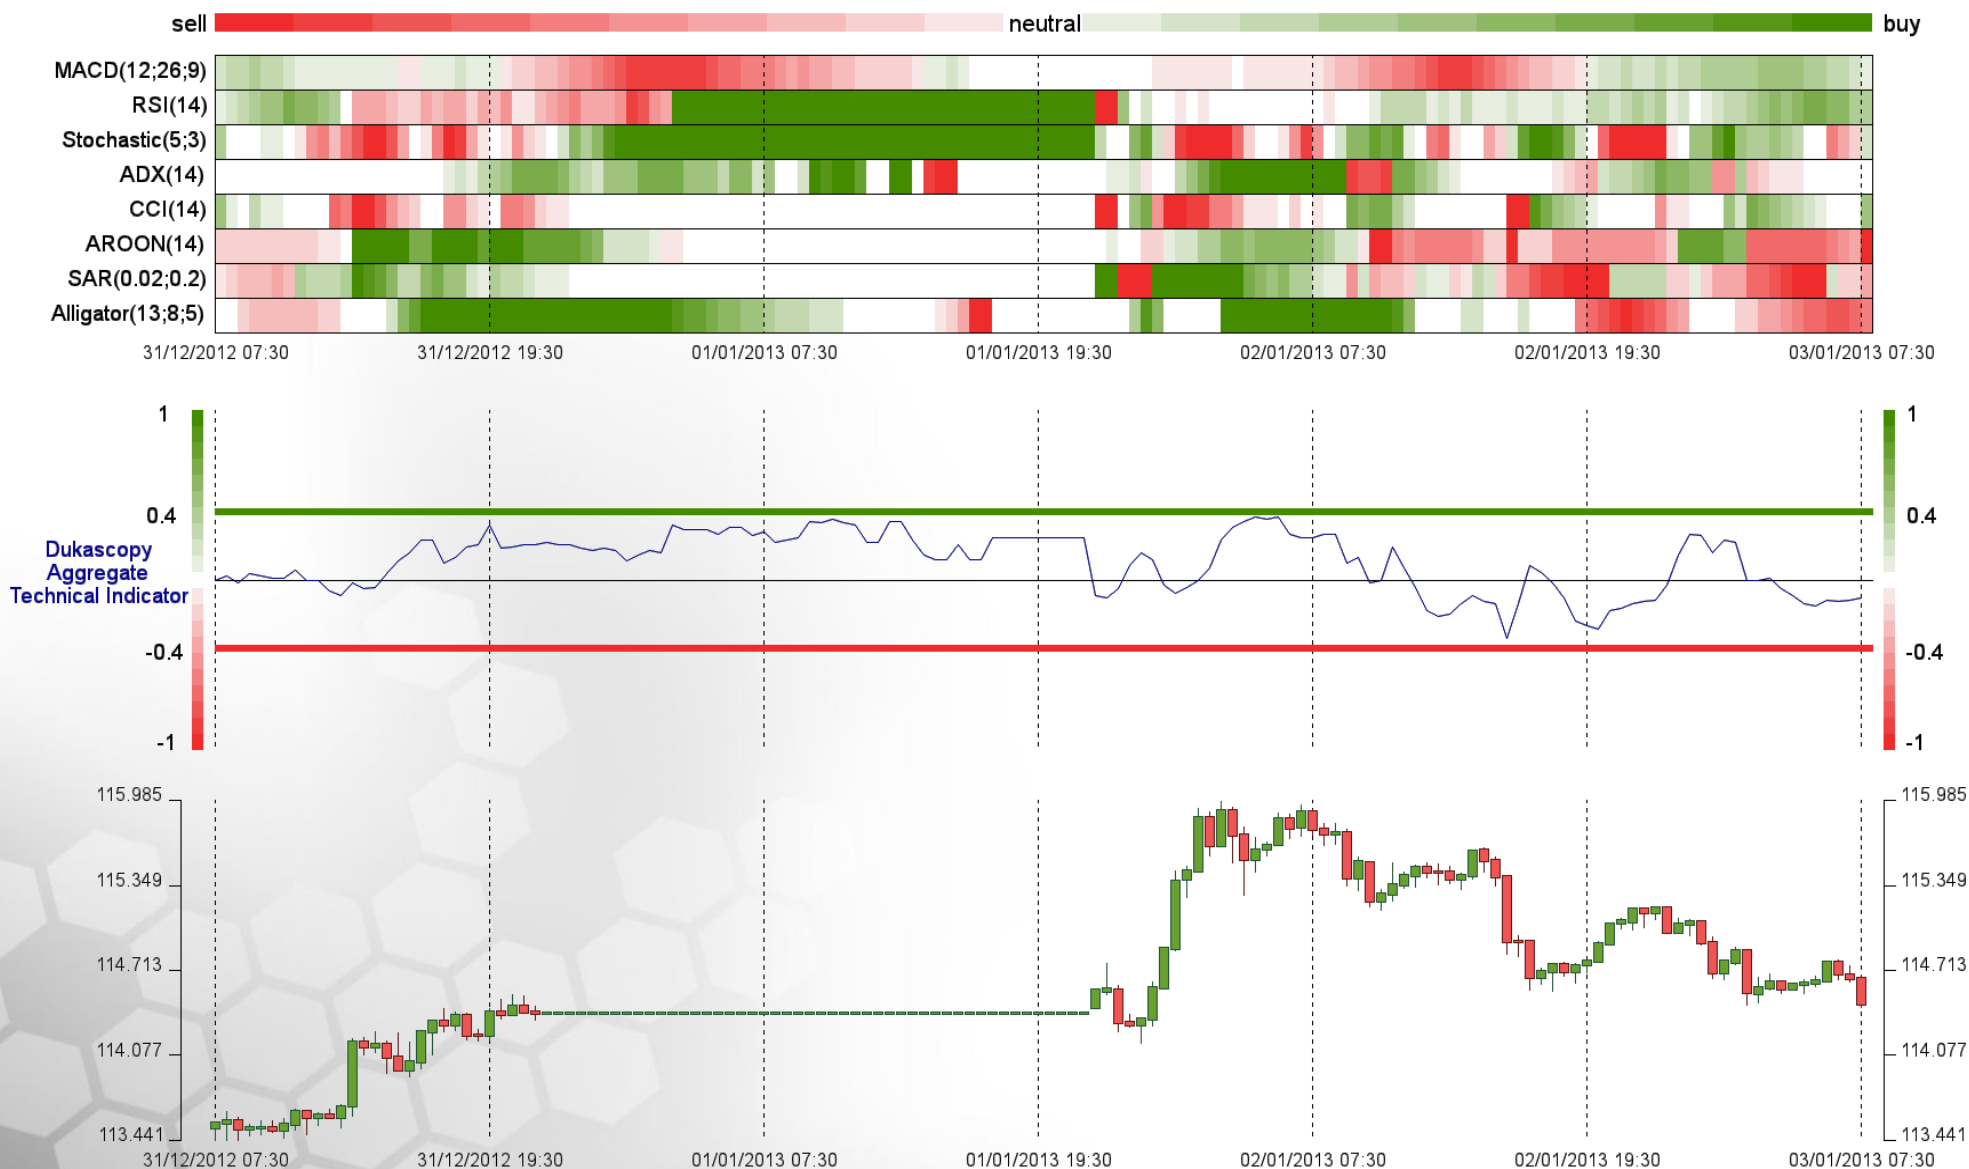 sell neutral buy
MACD(12;26;9)
RSI(14)
Stochastic(5;3)
ADX(14)
CCI(14)
AROON(14)
SAR(0.02;0.2)
Alligator(13;8;5)
31/12/2012 07:30 31/12/2012 19:30 01/01/2013 07:30 01/01/2013 19:30 02/01/2013 07:30 02/01/2013 19:30 03/01/2013 07:30
1 1
0.4 0.4
Dukascopy
Aggregate
Technical Indicator
-0.4 -0.4
-1 -1
115.985 115.985
115.349 115.349
114.713 114.713
114.077 114.077
113.441 113.441
31/12/2012 07:30 31/12/2012 19:30 01/01/2013 07:30 01/01/2013 19:30 02/01/2013 07:30 02/01/2013 19:30 03/01/2013 07:30